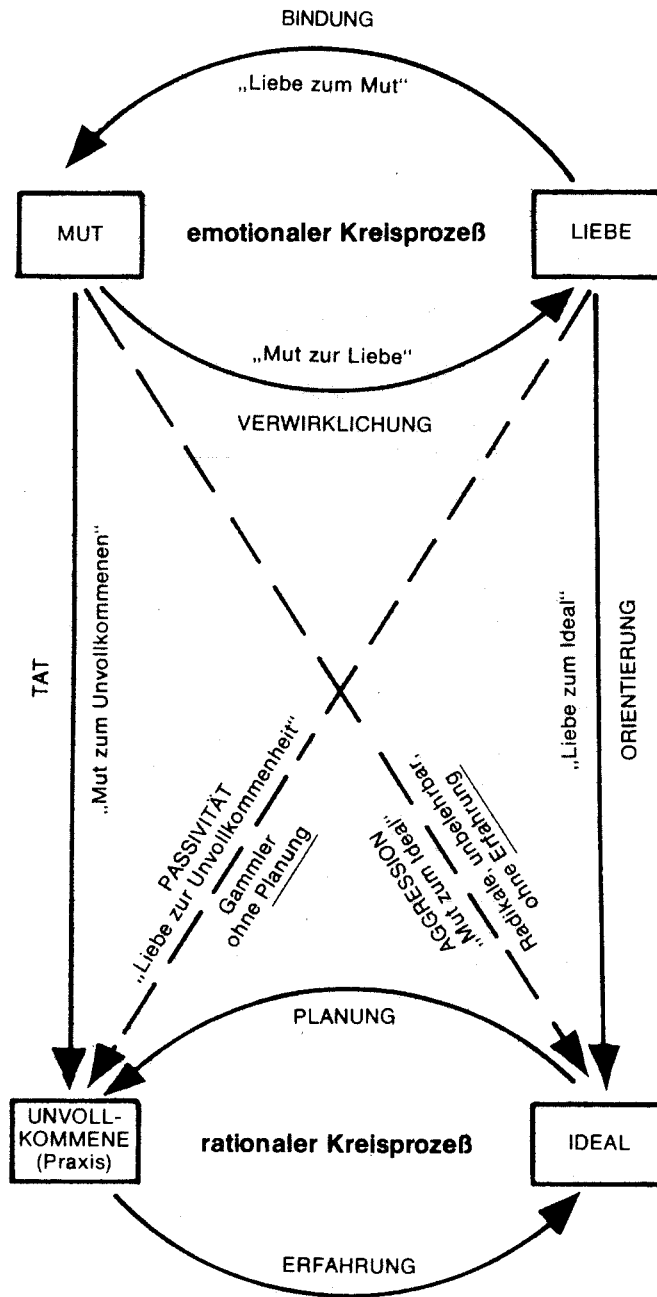 BINDUNG
„Liebe zum Mut“
MUT
emotionaler Kreisprozeß
LIEBE
„Mut zur Liebe“
VERWIRKLICHUNG
TAT
„Mut zum Unvollkommenen“
„Liebe zum Ideal“
ORIENTIERUNG
PASSIVITÄT
„Liebe zur Unvollkommenheit“
Gammler
ohne Planung
Radikale, unbelehrbar,
ohne Erfahrung
„Mut zum Ideal“
AGGRESSION
PLANUNG
UNVOLL-
KOMMENE
(Praxis)
rationaler Kreisprozeß
IDEAL
ERFAHRUNG